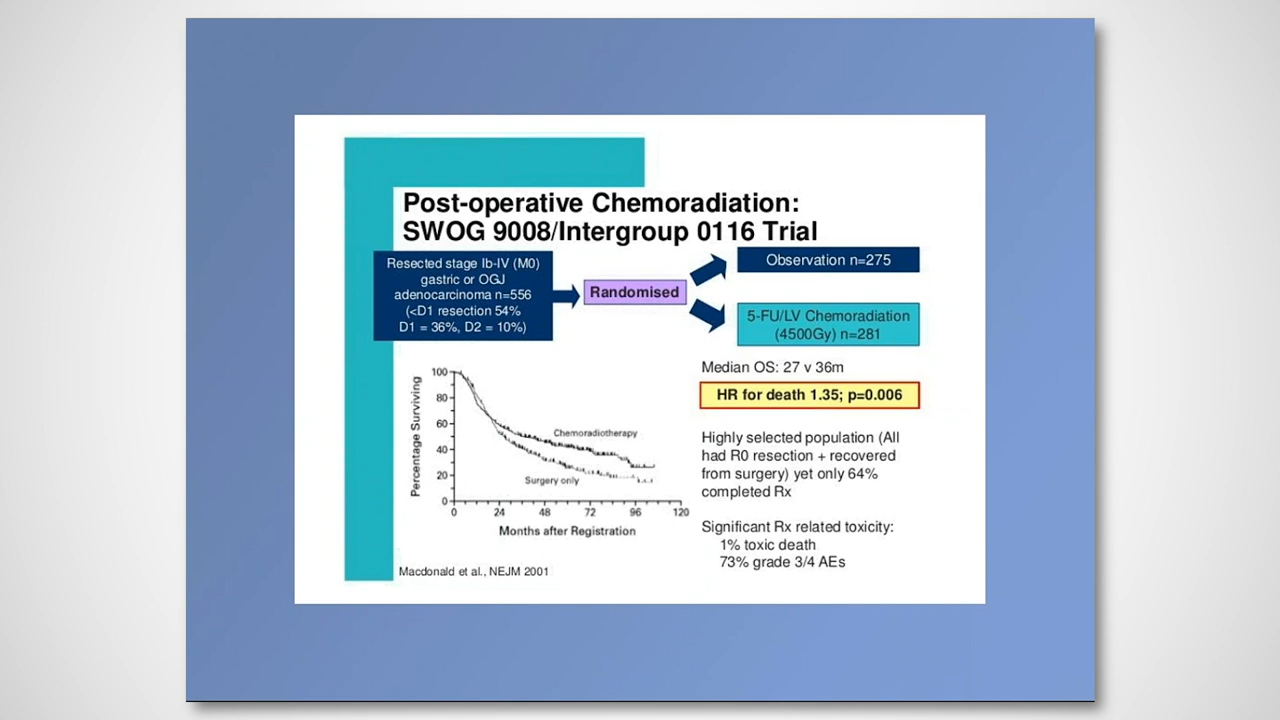 Post-operative Chemoradiation:
SWOG 9008/Intergroup 0116 Trial
Resected stage Ib-IV (M0)
gastric or OGJ
adenocarcinoma n=556
(<D1 resection 54%
D1 = 36%, D2 = 10%)
Randomised
Observation n=275
5-FU/LV Chemoradiation
(4500Gy) n=281
Percentage Surviving
100
80
60
40
20
0
Chemoradiotherapy
Surgery only
0 24 48 72 96 120
Months after Registration
Median OS: 27 v 36m
HR for death 1.35; p=0.006
Highly selected population (All
had R0 resection + recovered
from surgery) yet only 64%
completed Rx
Significant Rx related toxicity:
1% toxic death
73% grade 3/4 AEs
Macdonald et al., NEJM 2001